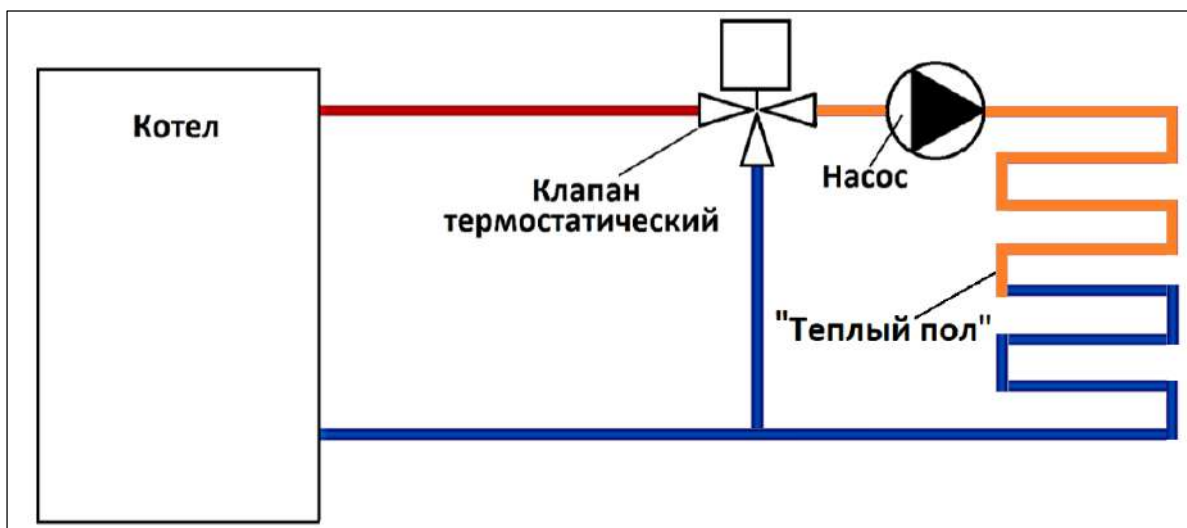 Котел
Клапан
термостатический
Насос
"Теплый пол"